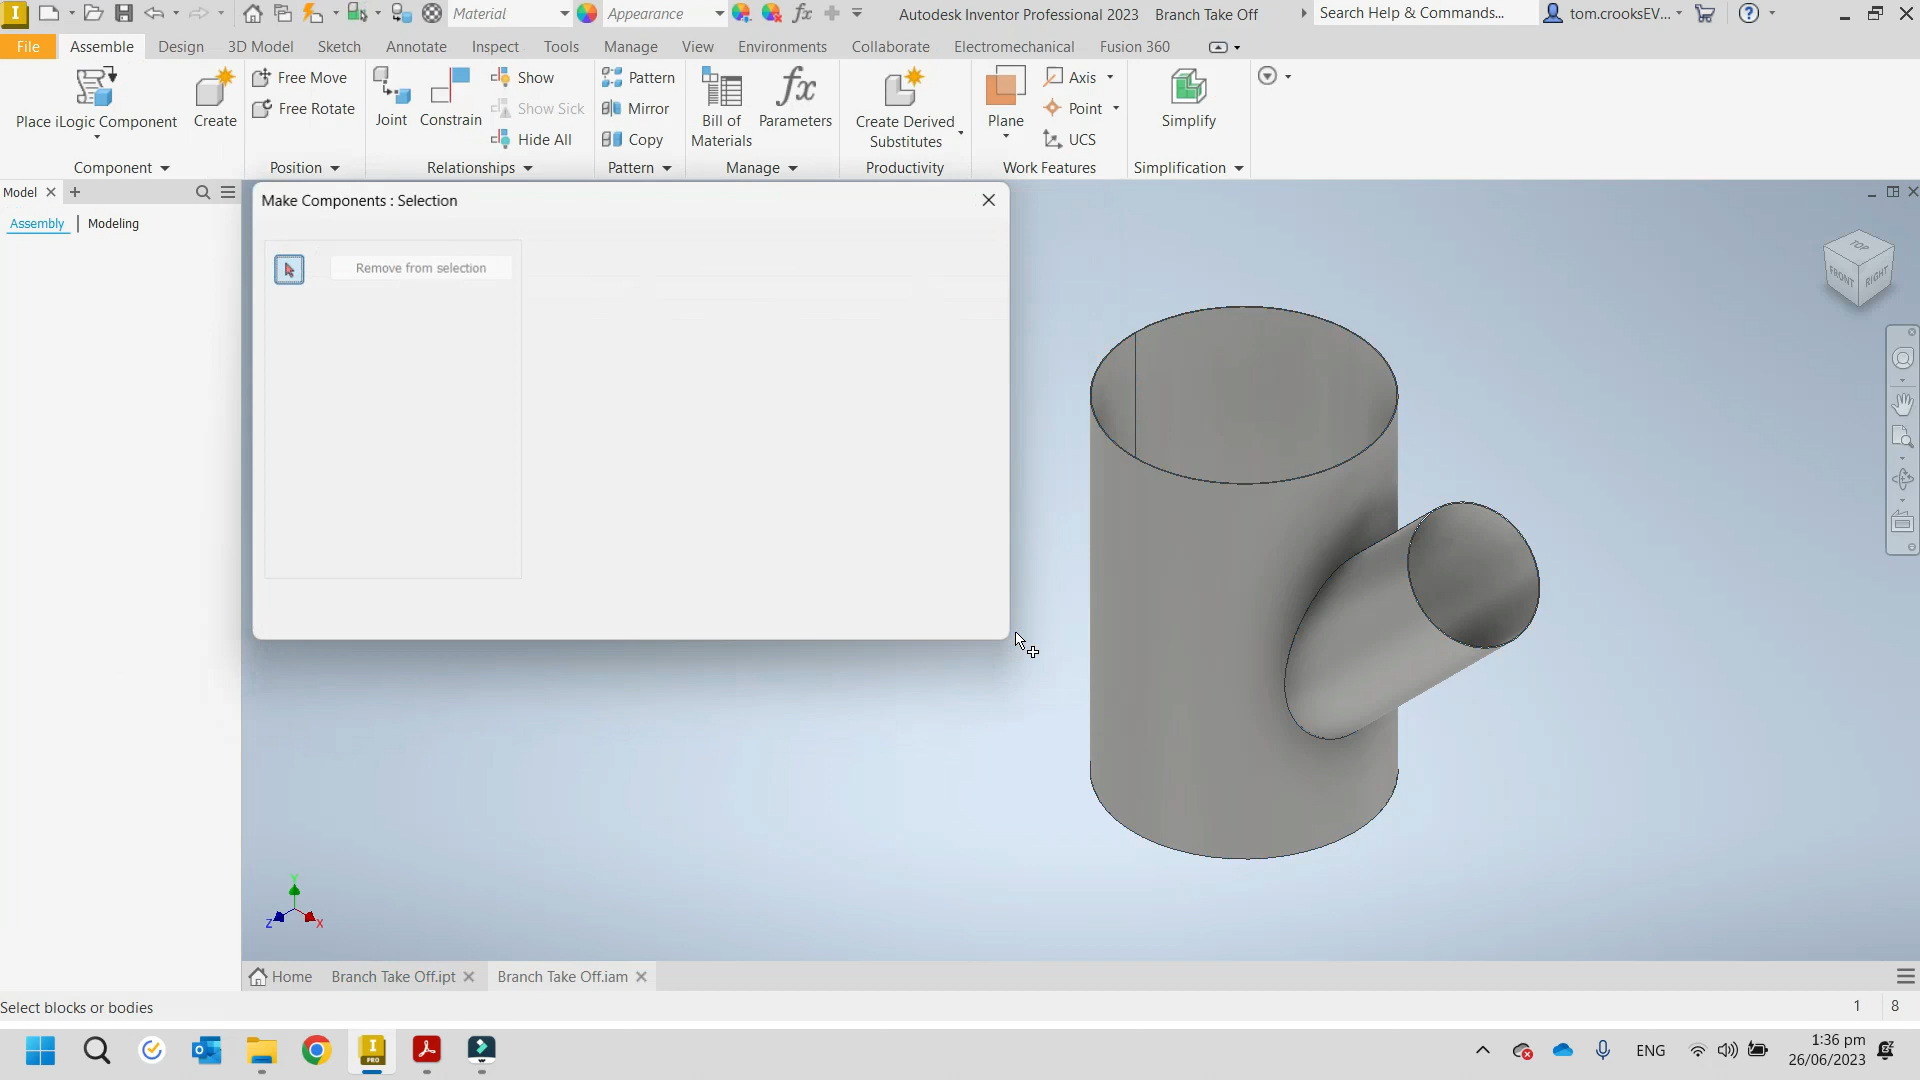 Material
Appearance
Autodesk Inventor Professional 2023 Branch Take Off
Search Help & Commands...
tom.crooksEV...
File Assemble Design 3D Model Sketch Annotate Inspect Tools Manage View Environments Collaborate Electromechanical Fusion 360
Place iLogic Component
Create
Free Move
Free Rotate
Joint
Constrain
Show
Show Sick
Hide All
Pattern
Mirror
Copy
Bill of
Materials
Parameters
Create Derived
Substitutes
Plane
Axis
Point
UCS
Simplify
Component Position Relationships Pattern Manage Productivity Work Features Simplification
Model
Assembly | Modeling
Make Components : Selection
Remove from selection
TOP
FRONT
RIGHT
Y
Z
X
Home Branch Take Off.ipt Branch Take Off.iam
Select blocks or bodies
1 8
PRO
ENG
1:36 pm
26/06/2023